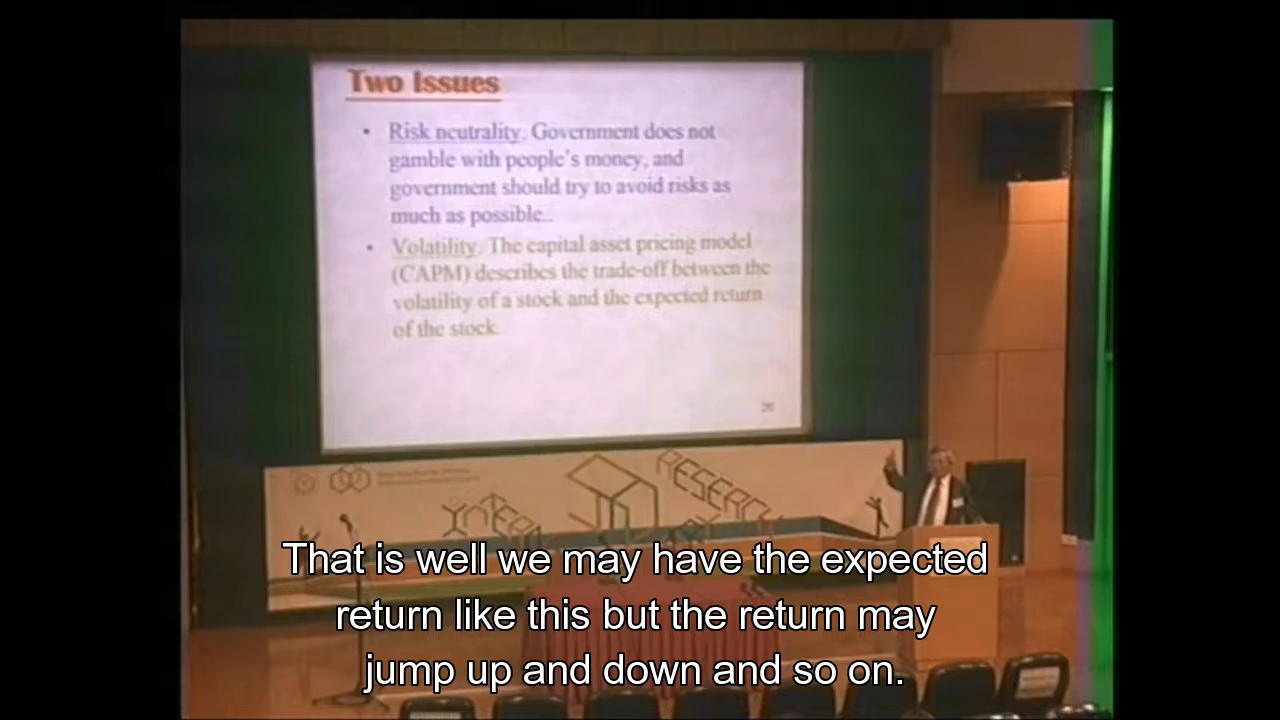 Two Issues
• Risk neutrality. Government does not
gamble with people's money, and
government should try to avoid risks as
much as possible..
• Volatility. The capital asset pricing model
(CAPM) describes the trade-off between the
volatility of a stock and the expected return
of the stock.
26
RESEARCH
That is well we may have the expected
return like this but the return may
jump up and down and so on.